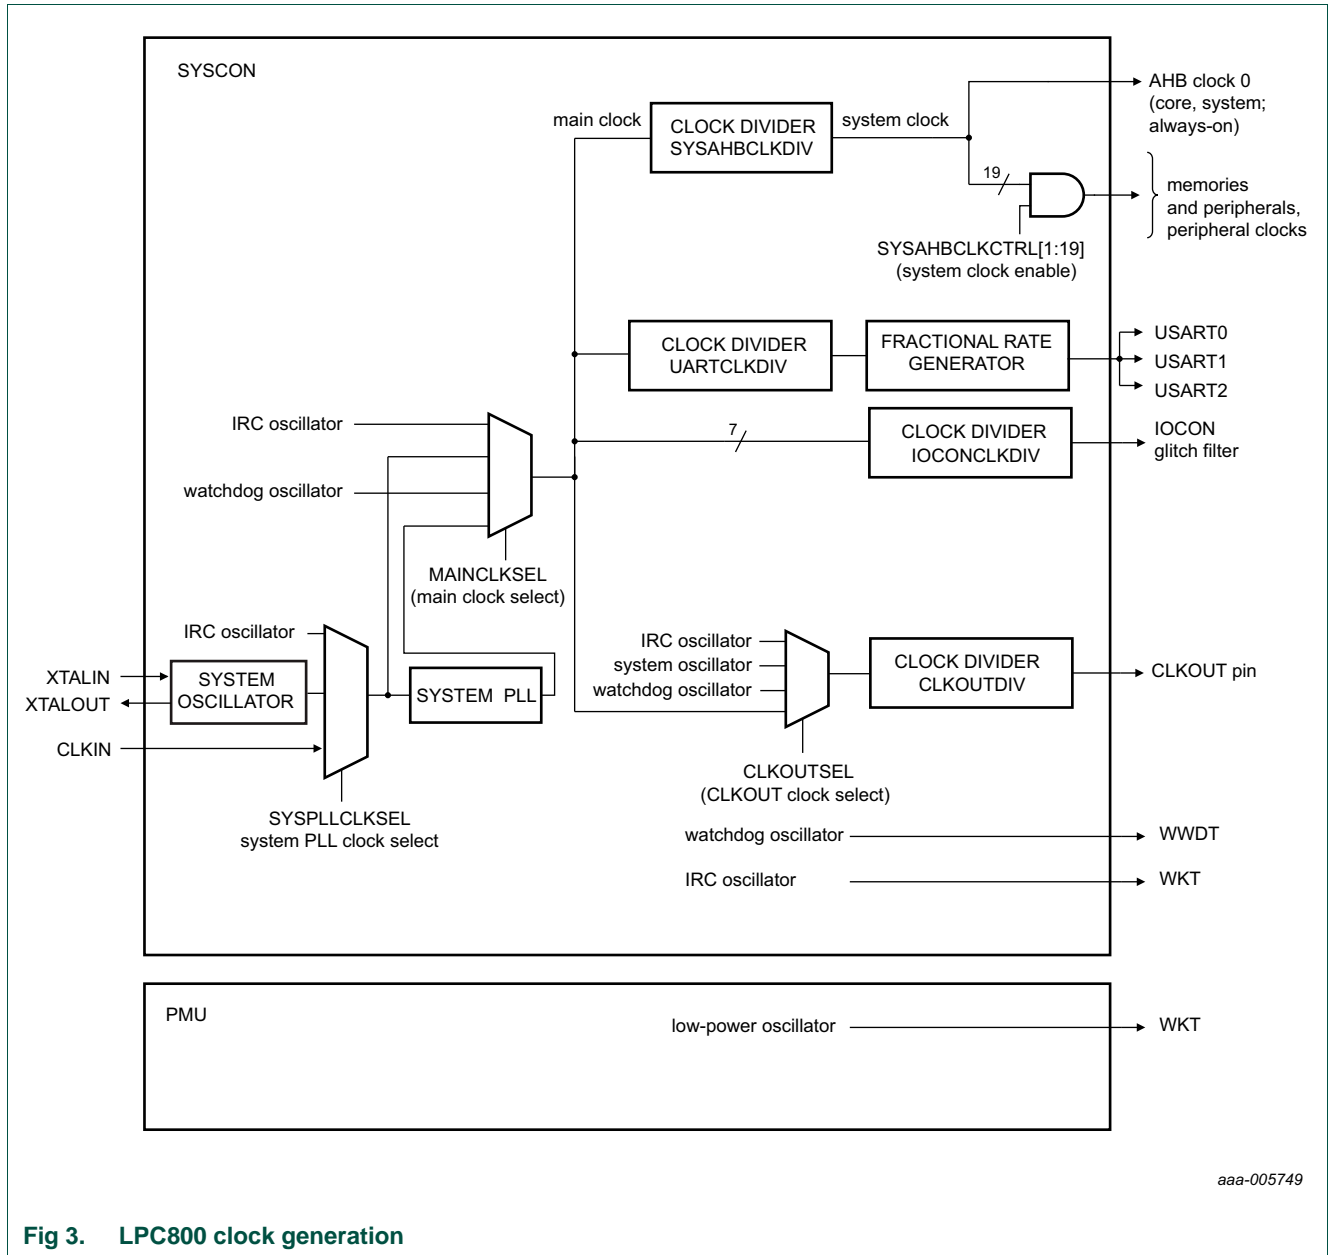 SYSCON
AHB clock 0
(core, system;
always-on)
main clock
CLOCK DIVIDER
SYSAHBCLKDIV
system clock
19
memories
and peripherals,
peripheral clocks
SYSAHBCLKCTRL[1:19]
(system clock enable)
CLOCK DIVIDER
UARTCLKDIV
FRACTIONAL RATE
GENERATOR
USART0
USART1
USART2
IRC oscillator
7
CLOCK DIVIDER
IOCONCLKDIV
IOCON
glitch filter
watchdog oscillator
MAINCLKSEL
(main clock select)
IRC oscillator
XTALIN
XTALOUT
SYSTEM
OSCILLATOR
SYSTEM PLL
CLKIN
SYSPLLCLKSEL
system PLL clock select
IRC oscillator
system oscillator
watchdog oscillator
CLOCK DIVIDER
CLKOUTDIV
CLKOUT pin
CLKOUTSEL
(CLKOUT clock select)
watchdog oscillator
WWDT
IRC oscillator
WKT
PMU
low-power oscillator
WKT
aaa-005749
Fig 3. LPC800 clock generation